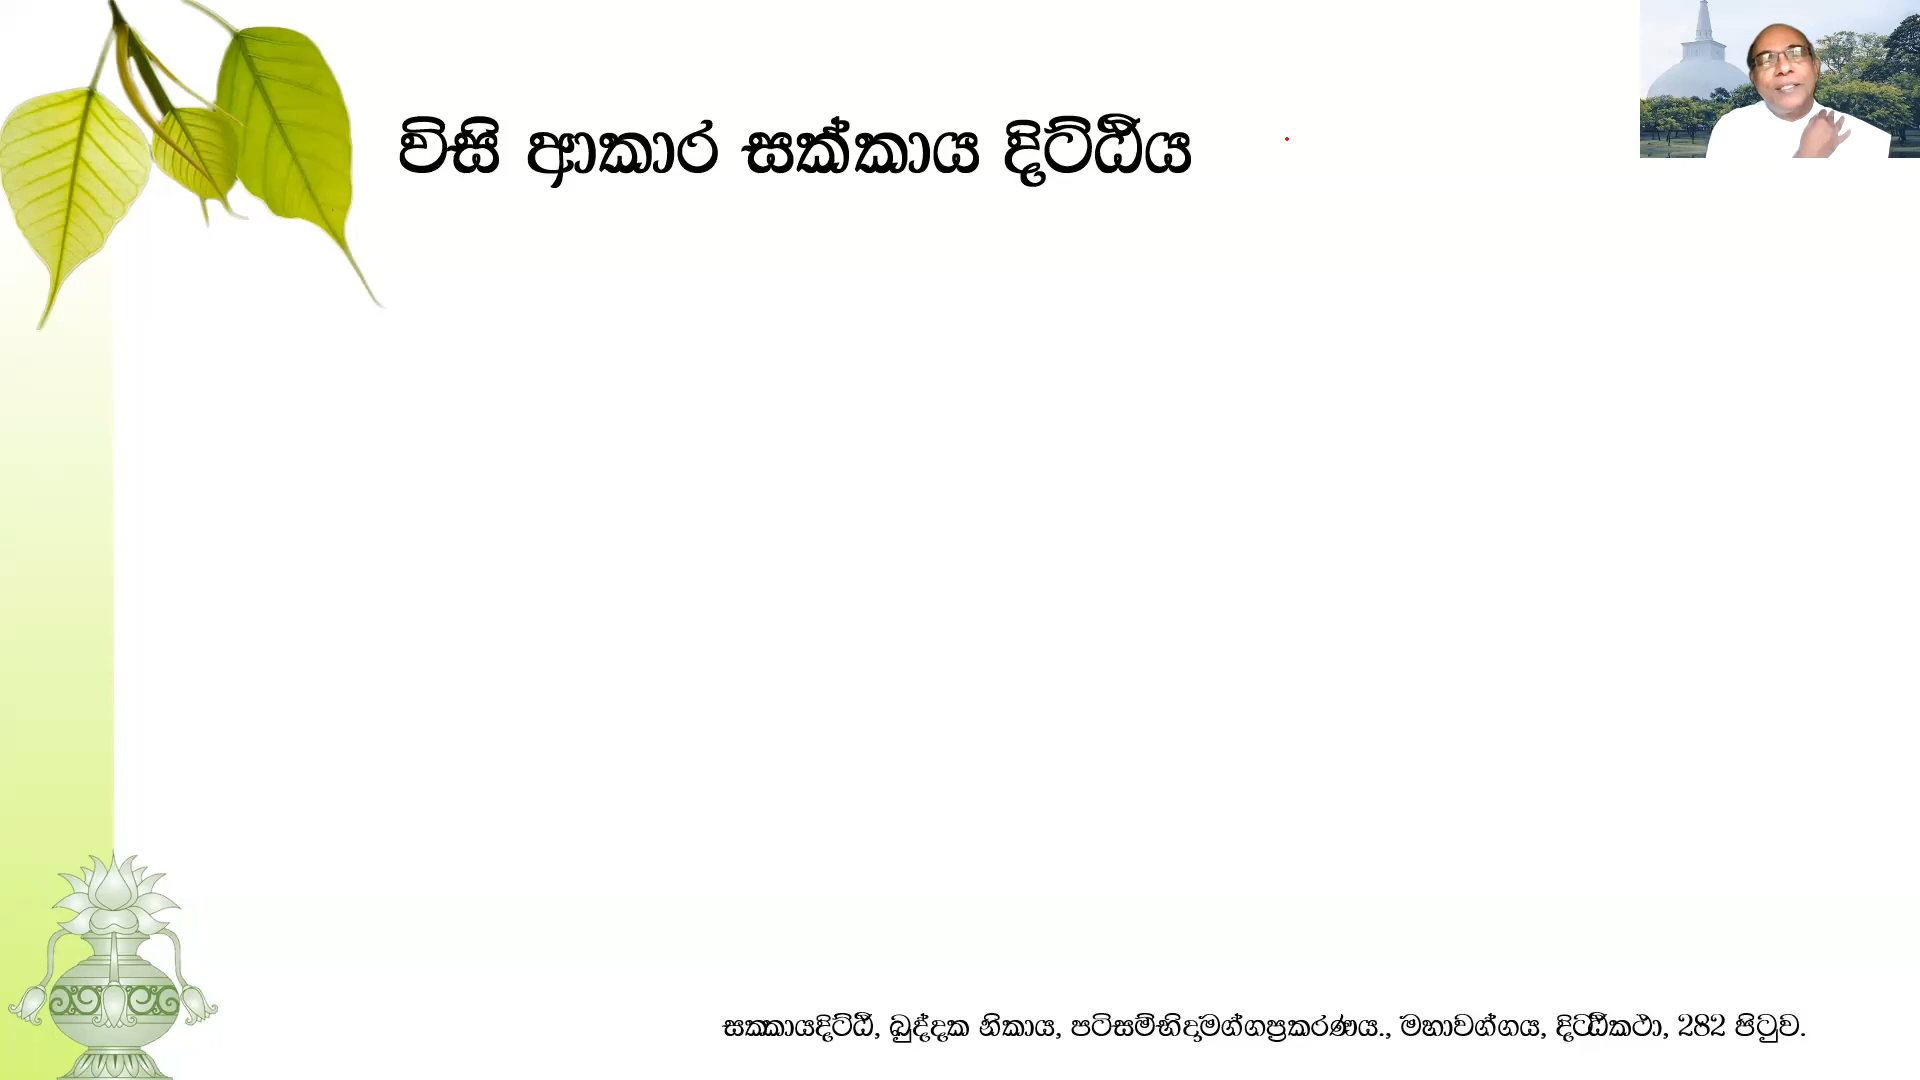 විසි ආකාර සක්කාය දිට්ඨිය
සක්කායදිට්ඨි, ඛුද්දක නිකාය, පටිසම්භිදාමග්ගප්‍රකරණය., මහාවග්ගය, දිට්ඨිකථා, 282 පිටුව.